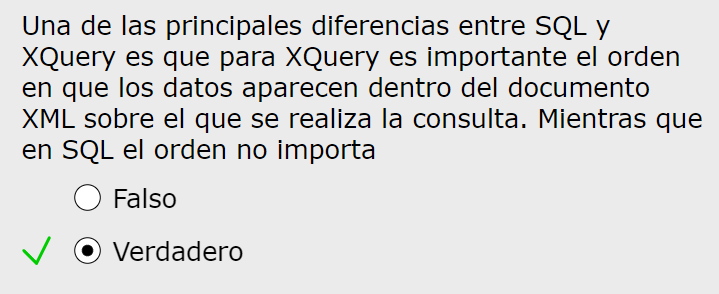 Una de las principales diferencias entre SQL y
XQuery es que para XQuery es importante el orden
en que los datos aparecen dentro del documento
XML sobre el que se realiza la consulta. Mientras que
en SQL el orden no importa
Falso
Verdadero